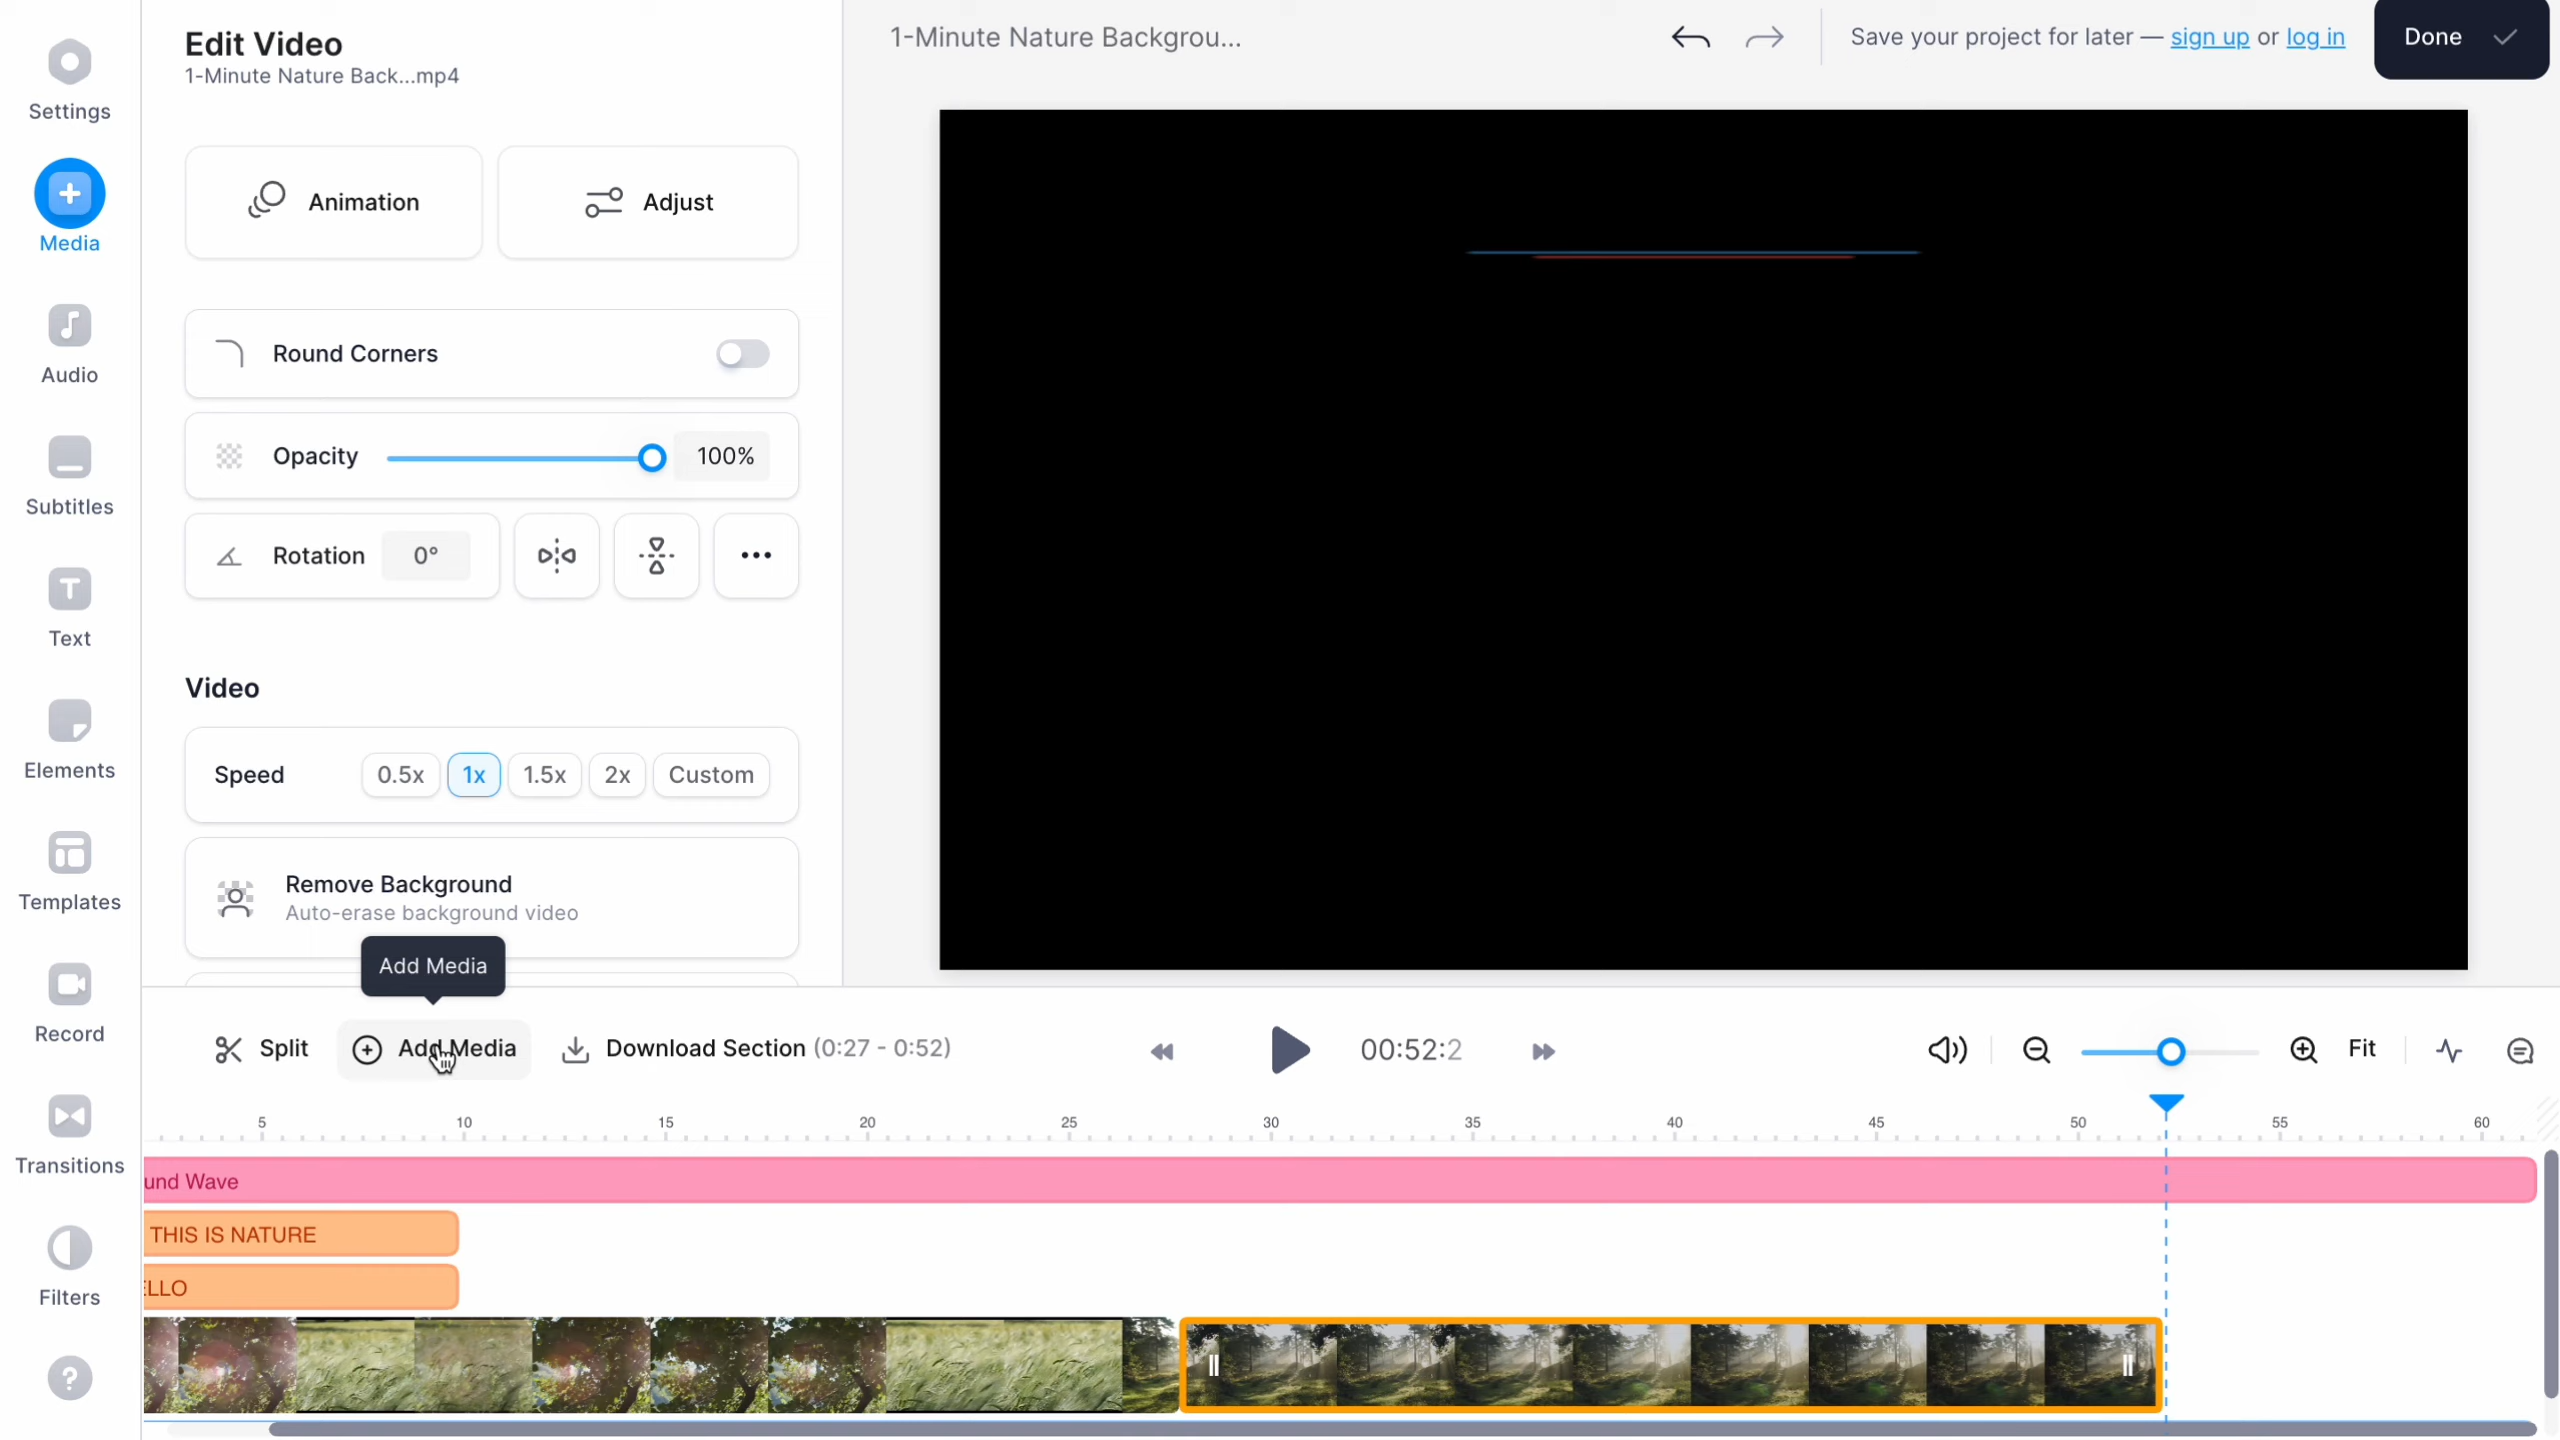 Settings
Media
Audio
Subtitles
Text
Elements
Templates
Record
Transitions
Filters
?
Edit Video
1-Minute Nature Back...mp4
Animation
Adjust
Round Corners
Opacity 100%
Rotation 0°
Video
Speed 0.5x 1x 1.5x 2x Custom
Remove Background
Auto-erase background video
Add Media
1-Minute Nature Backgrou...
Save your project for later — sign up or log in
Done
Split
Add Media
Download Section (0:27 - 0:52)
00:52:2
Fit
5 10 15 20 25 30 35 40 45 50 55 60
und Wave
THIS IS NATURE
ELLO